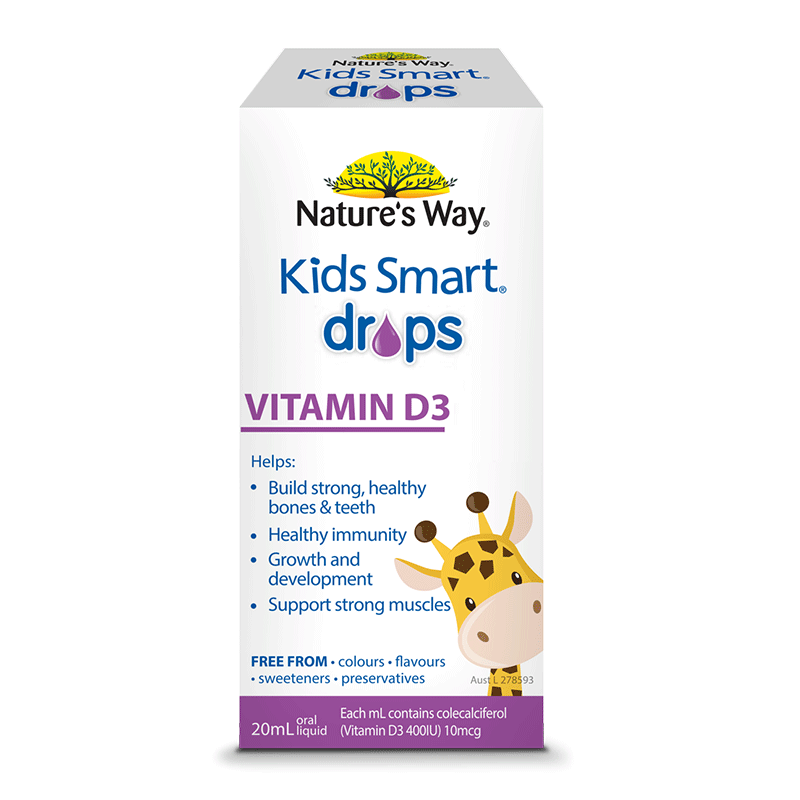 Nature's Way®
Kids Smart®
drops
Nature's Way®
Kids Smart®
drops
VITAMIN D3
Helps:
• Build strong, healthy
bones & teeth
• Healthy immunity
• Growth and
development
• Support strong muscles
FREE FROM • colours • flavours
• sweeteners • preservatives
Aust L 278593
20mL oral liquid
Each mL contains colecalciferol
(Vitamin D3 400IU) 10mcg